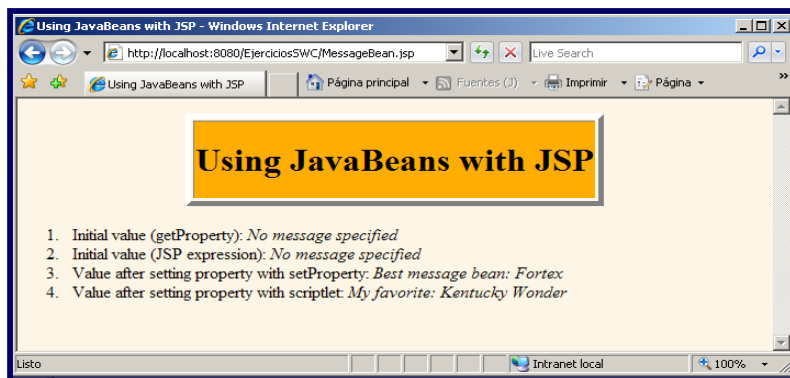 Using JavaBeans with JSP - Windows Internet Explorer
http://localhost:8080/EjerciciosSWC/MessageBean.jsp Live Search
Using JavaBeans with JSP Página principal Fuentes (J) Imprimir Página »
Using JavaBeans with JSP
1. Initial value (getProperty): No message specified
2. Initial value (JSP expression): No message specified
3. Value after setting property with setProperty: Best message bean: Fortex
4. Value after setting property with scriptlet: My favorite: Kentucky Wonder
Listo Intranet local 100%